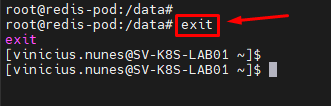 root@redis-pod:/data#
root@redis-pod:/data# exit
exit
[vinicius.nunes@SV-K8S-LAB01 ~]$
[vinicius.nunes@SV-K8S-LAB01 ~]$